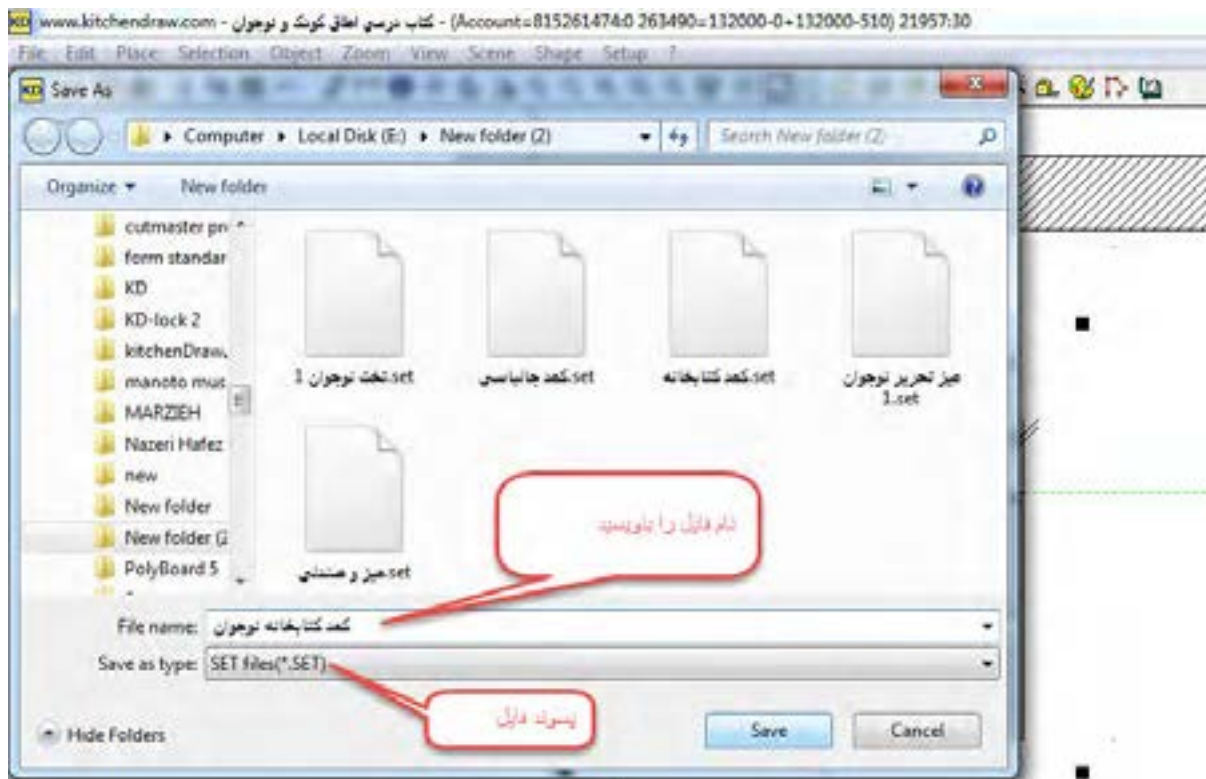 www.kitchendraw.com - کتاب درسی اطاق کودک و نوجوان - (Account=815261474:0 263490=132000-0+132000-510) 21957:30
File Edit Place Selection Object Zoom View Scene Shape Setup ?
Save As
Computer ▸ Local Disk (E:) ▸ New folder (2)
Search New folder (2)
Organize New folder
cutmaster pro
form standar
KD
KD-lock 2
kitchenDraw
manoto mus
MARZIEH
Nazeri Hafez
new
New folder
New folder (2
PolyBoard 5
تخت نوجوان 1.set
کمد جالباسی.set
کمد کتابخانه.set
میز تحریر نوجوان
1.set
میز و صندلی.set
نام فایل را بنویسید
File name: کمد کتابخانه نوجوان
Save as type: SET files(*.SET)
پسوند فایل
Hide Folders
Save
Cancel